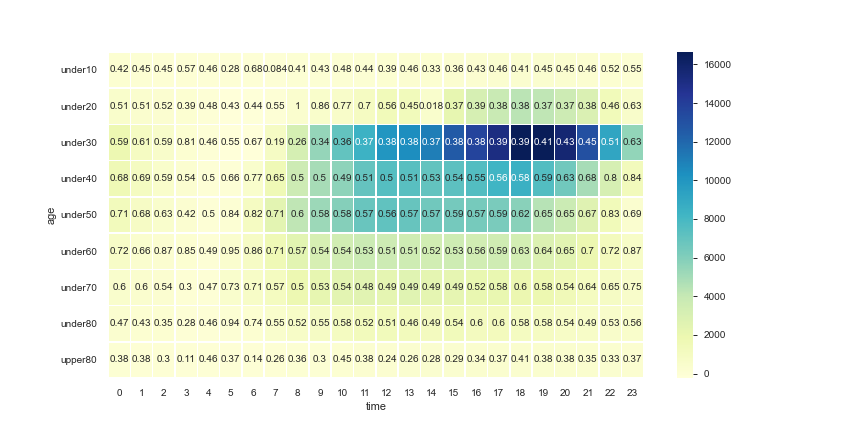 under10 0.42 0.45 0.45 0.57 0.46 0.28 0.68 0.084 0.41 0.43 0.48 0.44 0.39 0.46 0.33 0.36 0.43 0.46 0.41 0.45 0.45 0.46 0.52 0.55
under20 0.51 0.51 0.52 0.39 0.48 0.43 0.44 0.55 1 0.86 0.77 0.7 0.56 0.45 0.018 0.37 0.39 0.38 0.38 0.37 0.37 0.38 0.46 0.63
under30 0.59 0.61 0.59 0.81 0.46 0.55 0.67 0.19 0.26 0.34 0.36 0.37 0.38 0.38 0.37 0.38 0.38 0.39 0.39 0.41 0.43 0.45 0.51 0.63
under40 0.68 0.69 0.59 0.54 0.5 0.66 0.77 0.65 0.5 0.5 0.49 0.51 0.5 0.51 0.53 0.54 0.55 0.56 0.58 0.59 0.63 0.68 0.8 0.84
under50 0.71 0.68 0.63 0.42 0.5 0.84 0.82 0.71 0.6 0.58 0.58 0.57 0.56 0.57 0.57 0.59 0.57 0.59 0.62 0.65 0.65 0.67 0.83 0.69
under60 0.72 0.66 0.87 0.85 0.49 0.95 0.86 0.71 0.57 0.54 0.54 0.53 0.51 0.51 0.52 0.53 0.56 0.59 0.63 0.64 0.65 0.7 0.72 0.87
under70 0.6 0.6 0.54 0.3 0.47 0.73 0.71 0.57 0.5 0.53 0.54 0.48 0.49 0.49 0.49 0.49 0.52 0.58 0.6 0.58 0.54 0.64 0.65 0.75
under80 0.47 0.43 0.35 0.28 0.46 0.94 0.74 0.55 0.52 0.55 0.58 0.52 0.51 0.46 0.49 0.54 0.6 0.6 0.58 0.58 0.54 0.49 0.53 0.56
upper80 0.38 0.38 0.3 0.11 0.46 0.37 0.14 0.26 0.36 0.3 0.45 0.38 0.24 0.26 0.28 0.29 0.34 0.37 0.41 0.38 0.38 0.35 0.33 0.37
0 1 2 3 4 5 6 7 8 9 10 11 12 13 14 15 16 17 18 19 20 21 22 23
time
age
16000
14000
12000
10000
8000
6000
4000
2000
0